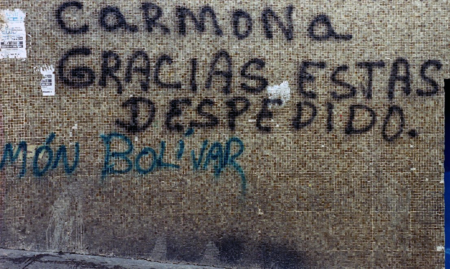 CARMONA
GRACIAS ESTAS
DESPEDIDO.
MÓN BOLÍVAR